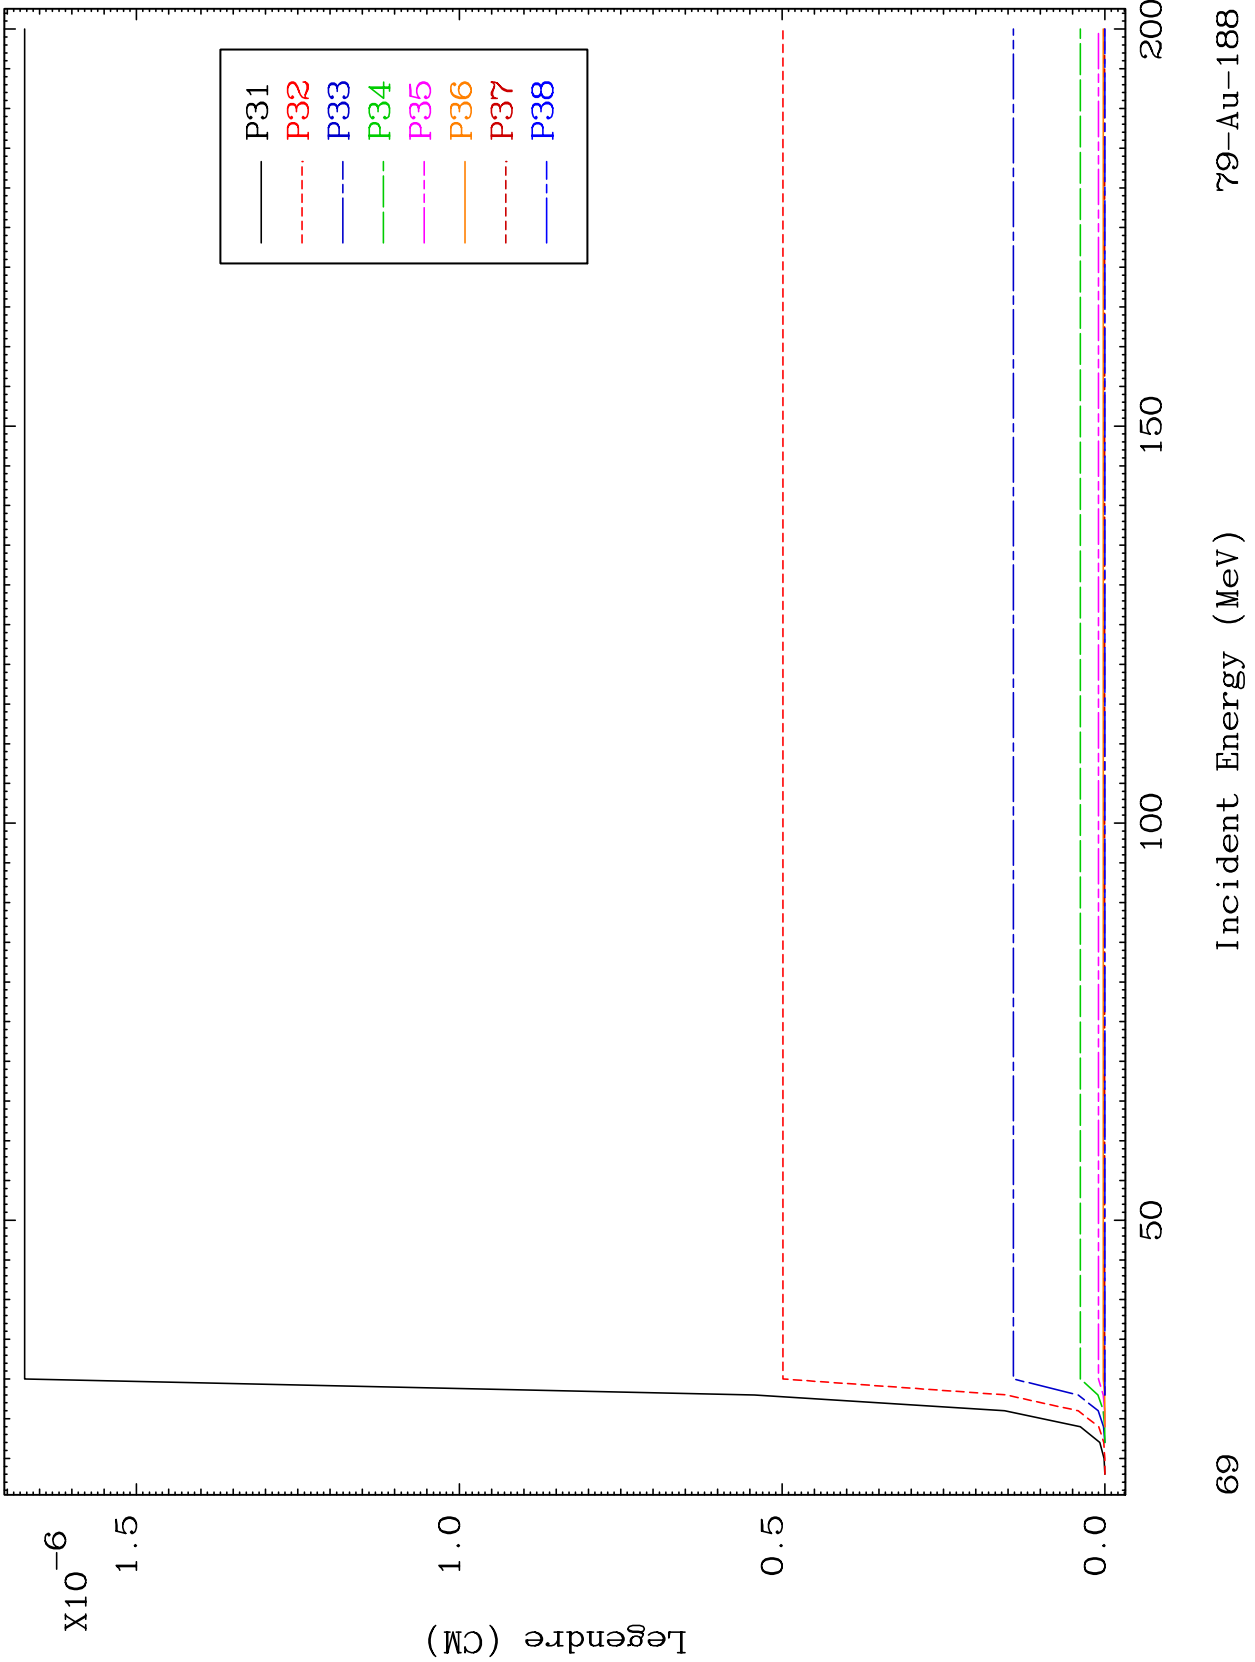 X10-6
1.5
1.0
0.5
0.0
Legendre (CM)
P31
P32
P33
P34
P35
P36
P37
P38
50
100
150
200
Incident Energy (MeV)
69
79-Au-188